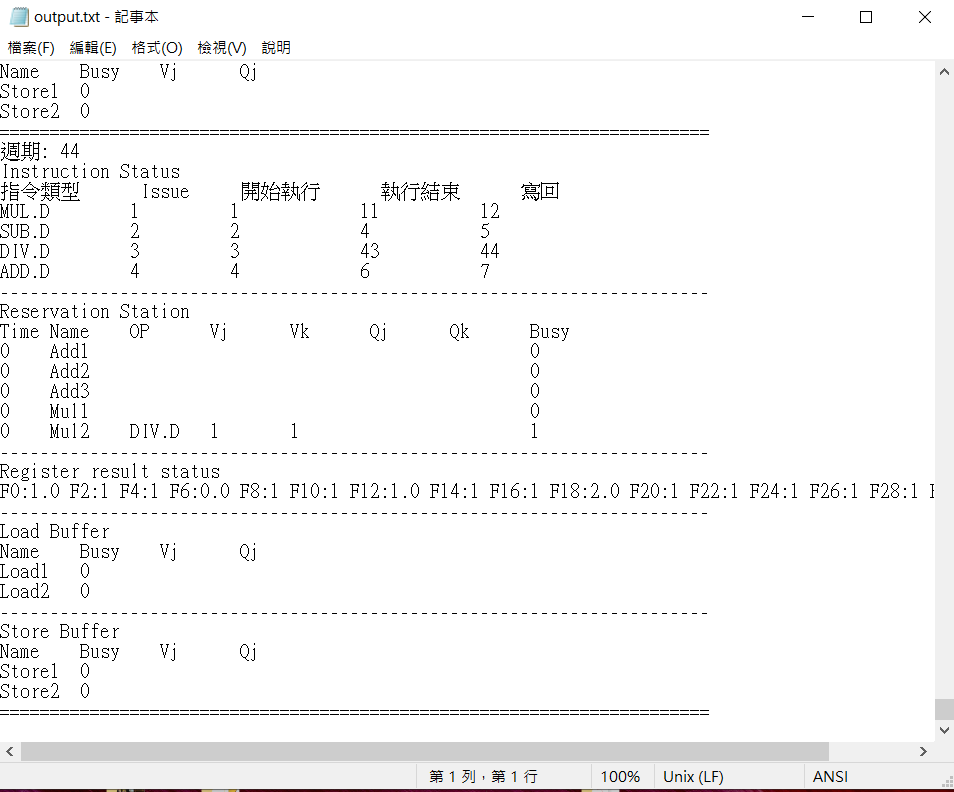 output.txt - 記事本
檔案(F) 編輯(E) 格式(O) 檢視(V) 說明
Name Busy Vj Qj
Store1 0
Store2 0
=======================================================================
週期: 44
Instruction Status
指令類型 Issue 開始執行 執行結束 寫回
MUL.D 1 1 11 12
SUB.D 2 2 4 5
DIV.D 3 3 43 44
ADD.D 4 4 6 7
-----------------------------------------------------------------------
Reservation Station
Time Name OP Vj Vk Qj Qk Busy
0 Add1 0
0 Add2 0
0 Add3 0
0 Mul1 0
0 Mul2 DIV.D 1 1 1
-----------------------------------------------------------------------
Register result status
F0:1.0 F2:1 F4:1 F6:0.0 F8:1 F10:1 F12:1.0 F14:1 F16:1 F18:2.0 F20:1 F22:1 F24:1 F26:1 F28:1
-----------------------------------------------------------------------
Load Buffer
Name Busy Vj Qj
Load1 0
Load2 0
-----------------------------------------------------------------------
Store Buffer
Name Busy Vj Qj
Store1 0
Store2 0
=======================================================================
第 1 列，第 1 行 100% Unix (LF) ANSI